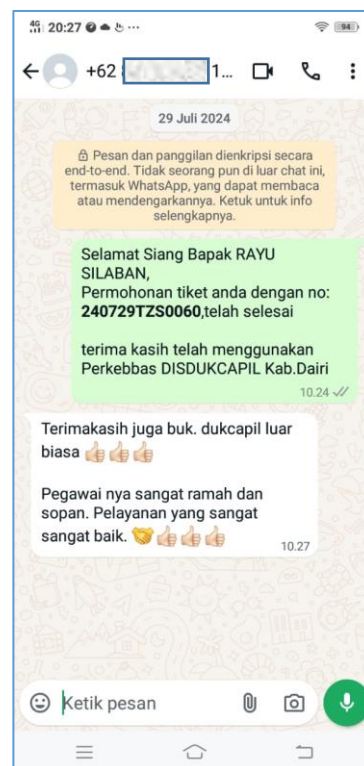 4G 20:27
94
+62 1...
29 Juli 2024
Pesan dan panggilan dienkripsi secara
end-to-end. Tidak seorang pun di luar chat ini,
termasuk WhatsApp, yang dapat membaca
atau mendengarkannya. Ketuk untuk info
selengkapnya.
Selamat Siang Bapak RAYU
SILABAN,
Permohonan tiket anda dengan no:
240729TZS0060,telah selesai
terima kasih telah menggunakan
Perkebbas DISDUKCAPIL Kab.Dairi
10.24
Terimakasih juga buk. dukcapil luar
biasa 👍🏻👍🏻👍🏻
Pegawai nya sangat ramah dan
sopan. Pelayanan yang sangat
sangat baik. 🤝👍🏻👍🏻👍🏻
10.27
Ketik pesan